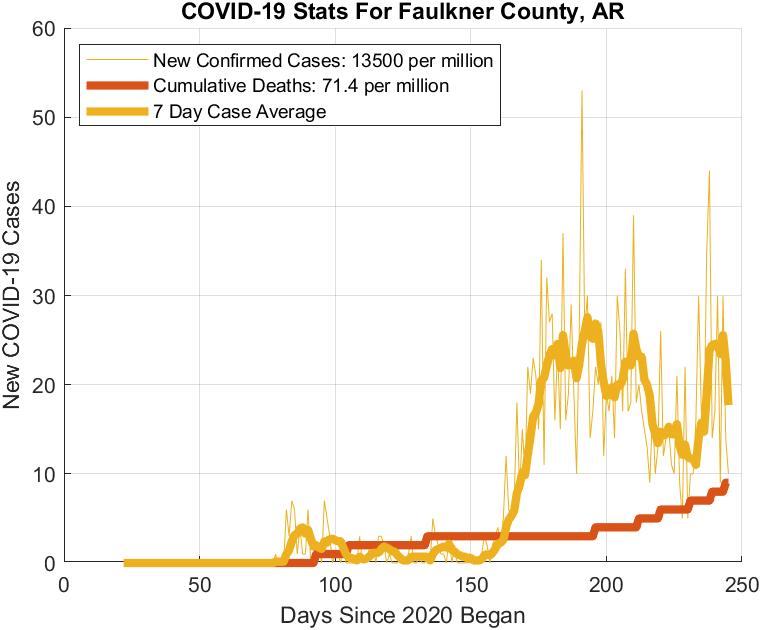 COVID-19 Stats For Faulkner County, AR
60
New Confirmed Cases: 13500 per million
Cumulative Deaths: 71.4 per million
7 Day Case Average
50
40
30
20
10
0
New COVID-19 Cases
0 50 100 150 200 250
Days Since 2020 Began